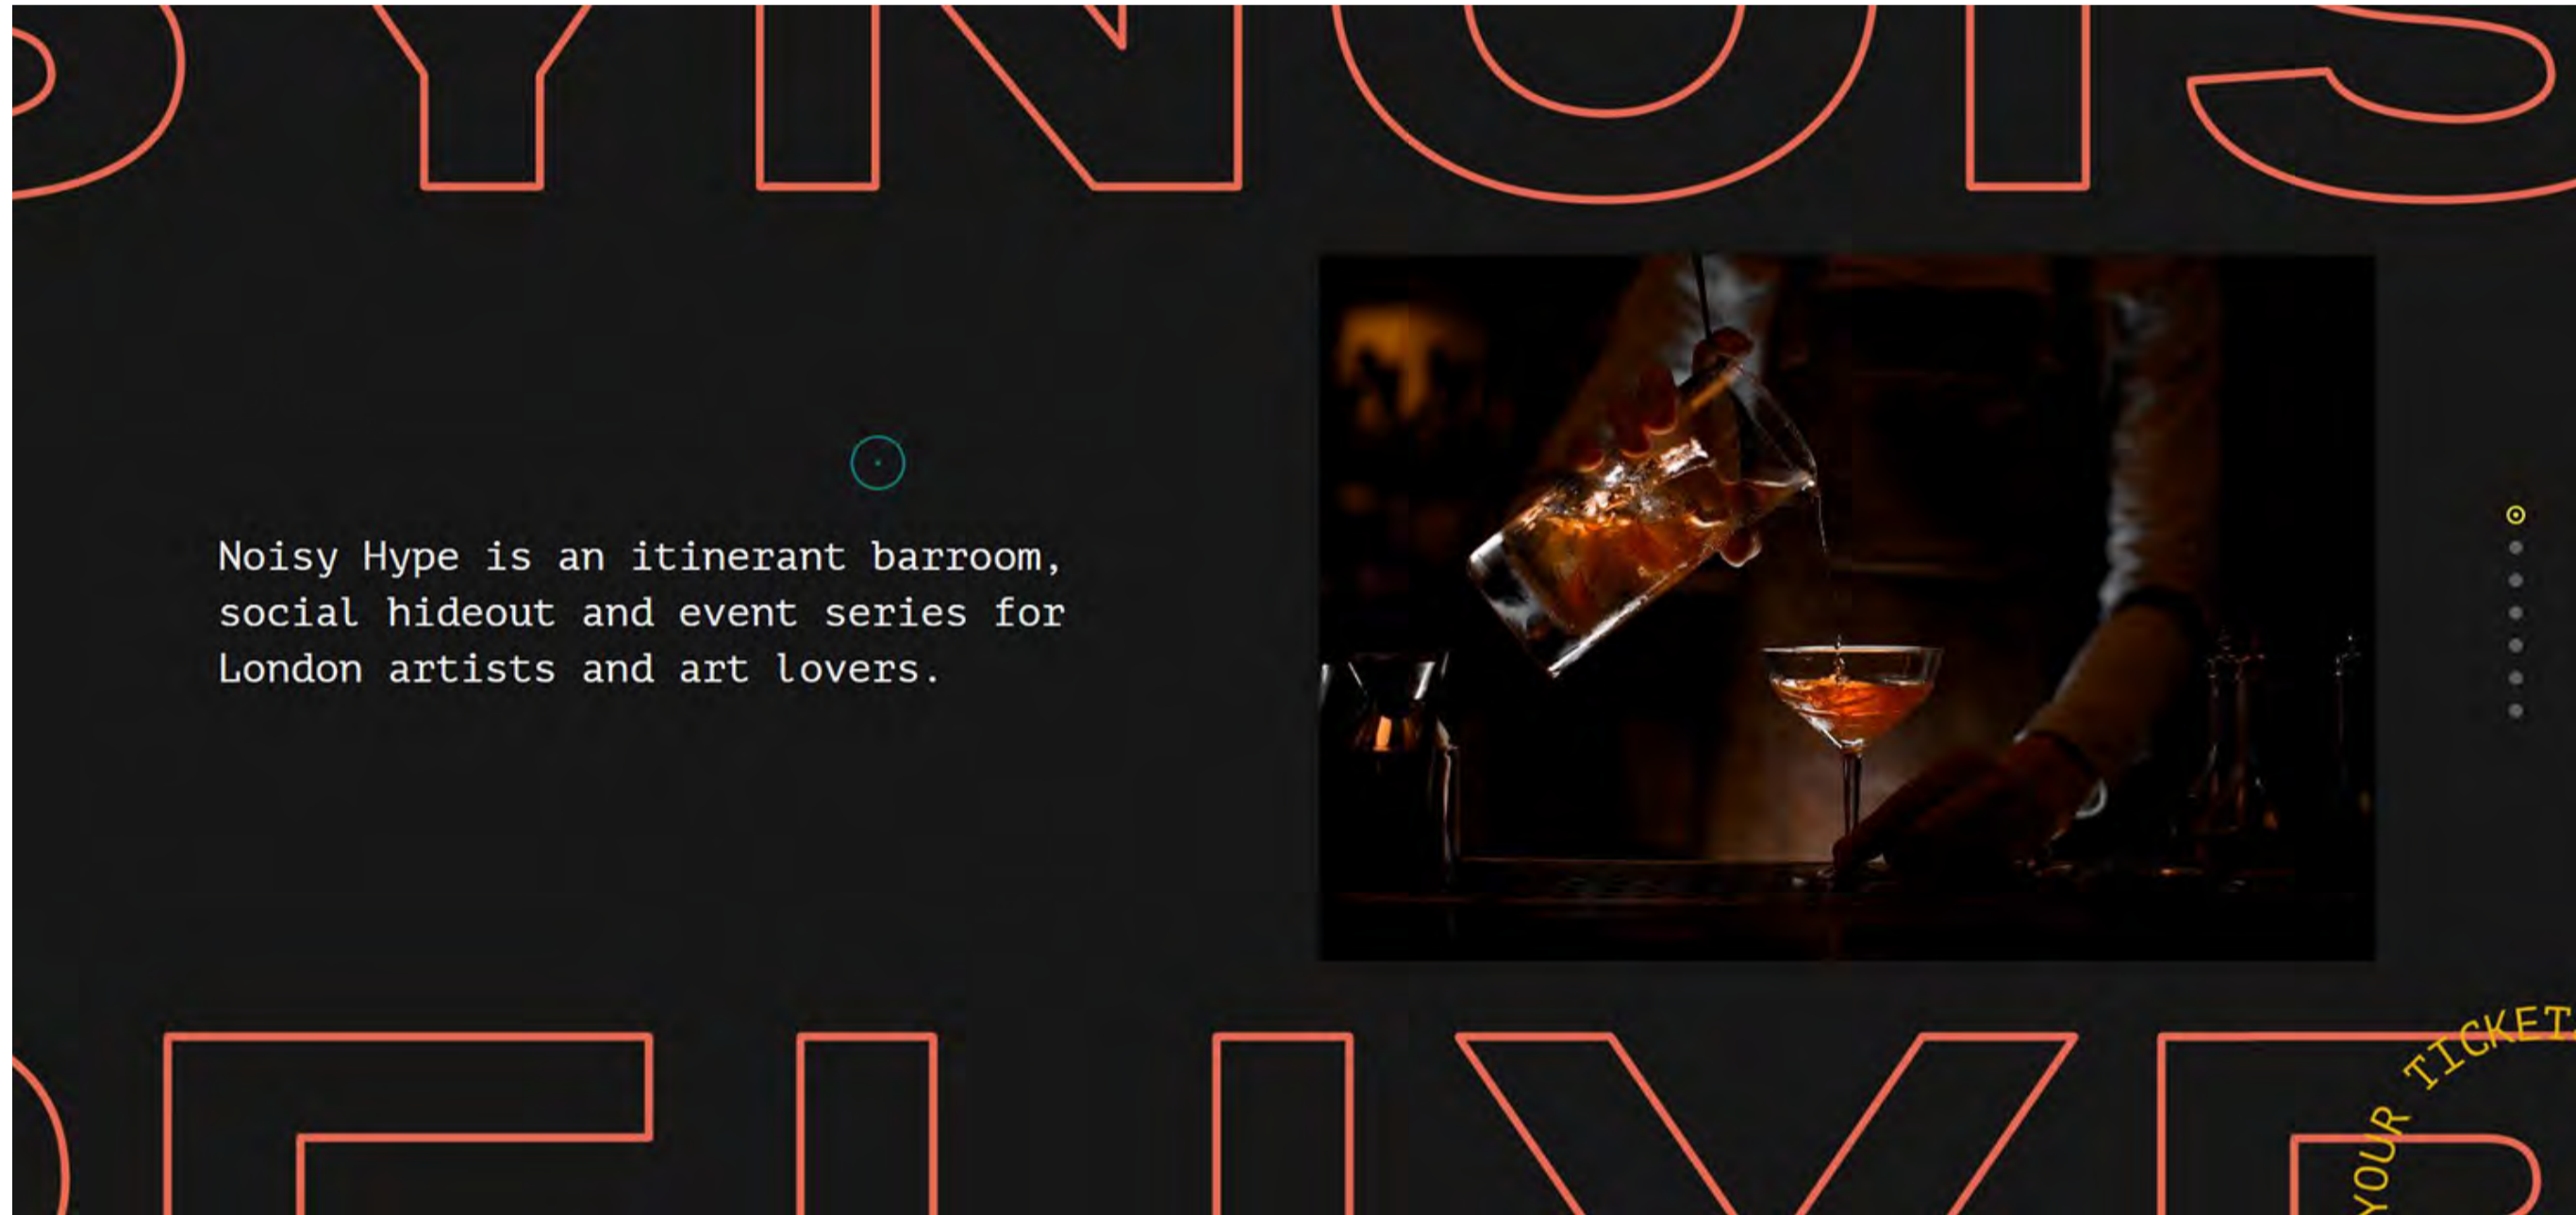 SYNOIS
Noisy Hype is an itinerant barroom,
social hideout and event series for
London artists and art lovers.
YOUR TICKET